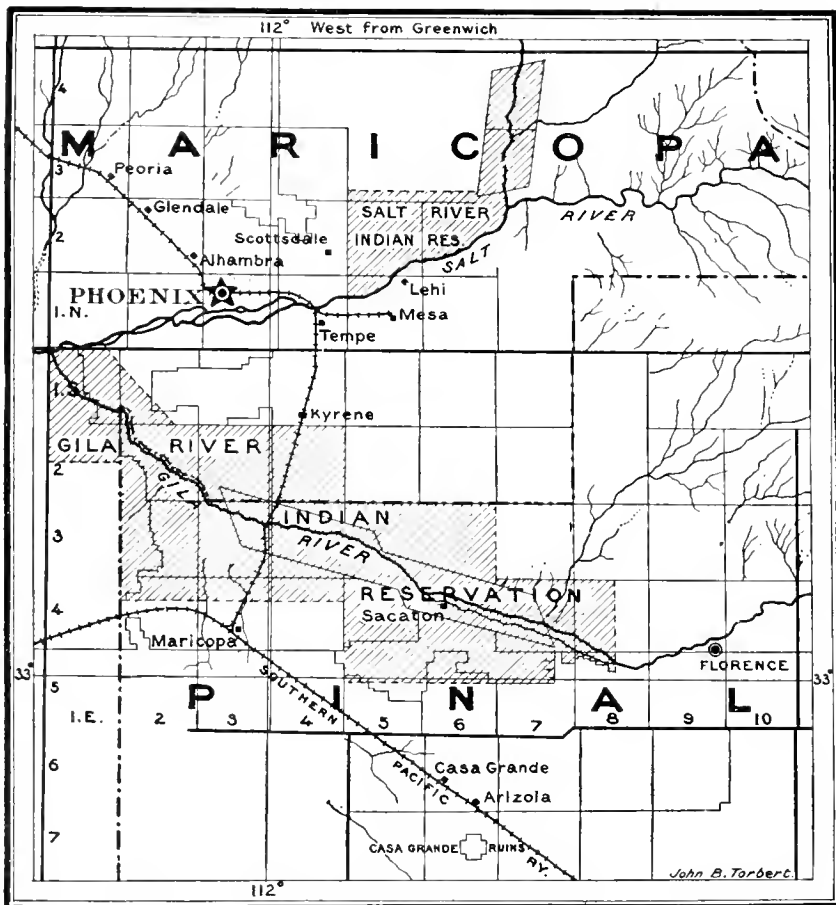 112° West from Greenwich
4
MARICOPA
3
Peoria
Glendale
SALT RIVER
RIVER
2
Scottsdale
INDIAN RES.
Alhambra
SALT
PHOENIX
Lehi
I.N.
Mesa
Tempe
I.S.
Kyrene
GILA RIVER
2
GILA
INDIAN
3
RIVER
RESERVATION
4
Sacaton
Maricopa
FLORENCE
33°
33°
SOUTHERN
5
PINAL
I.E. 2 3 4 5 6 7 8 9 10
6
PACIFIC
Casa Grande
Arizola
7
CASA GRANDE RUINS
RY.
John B. Torbert.
112°